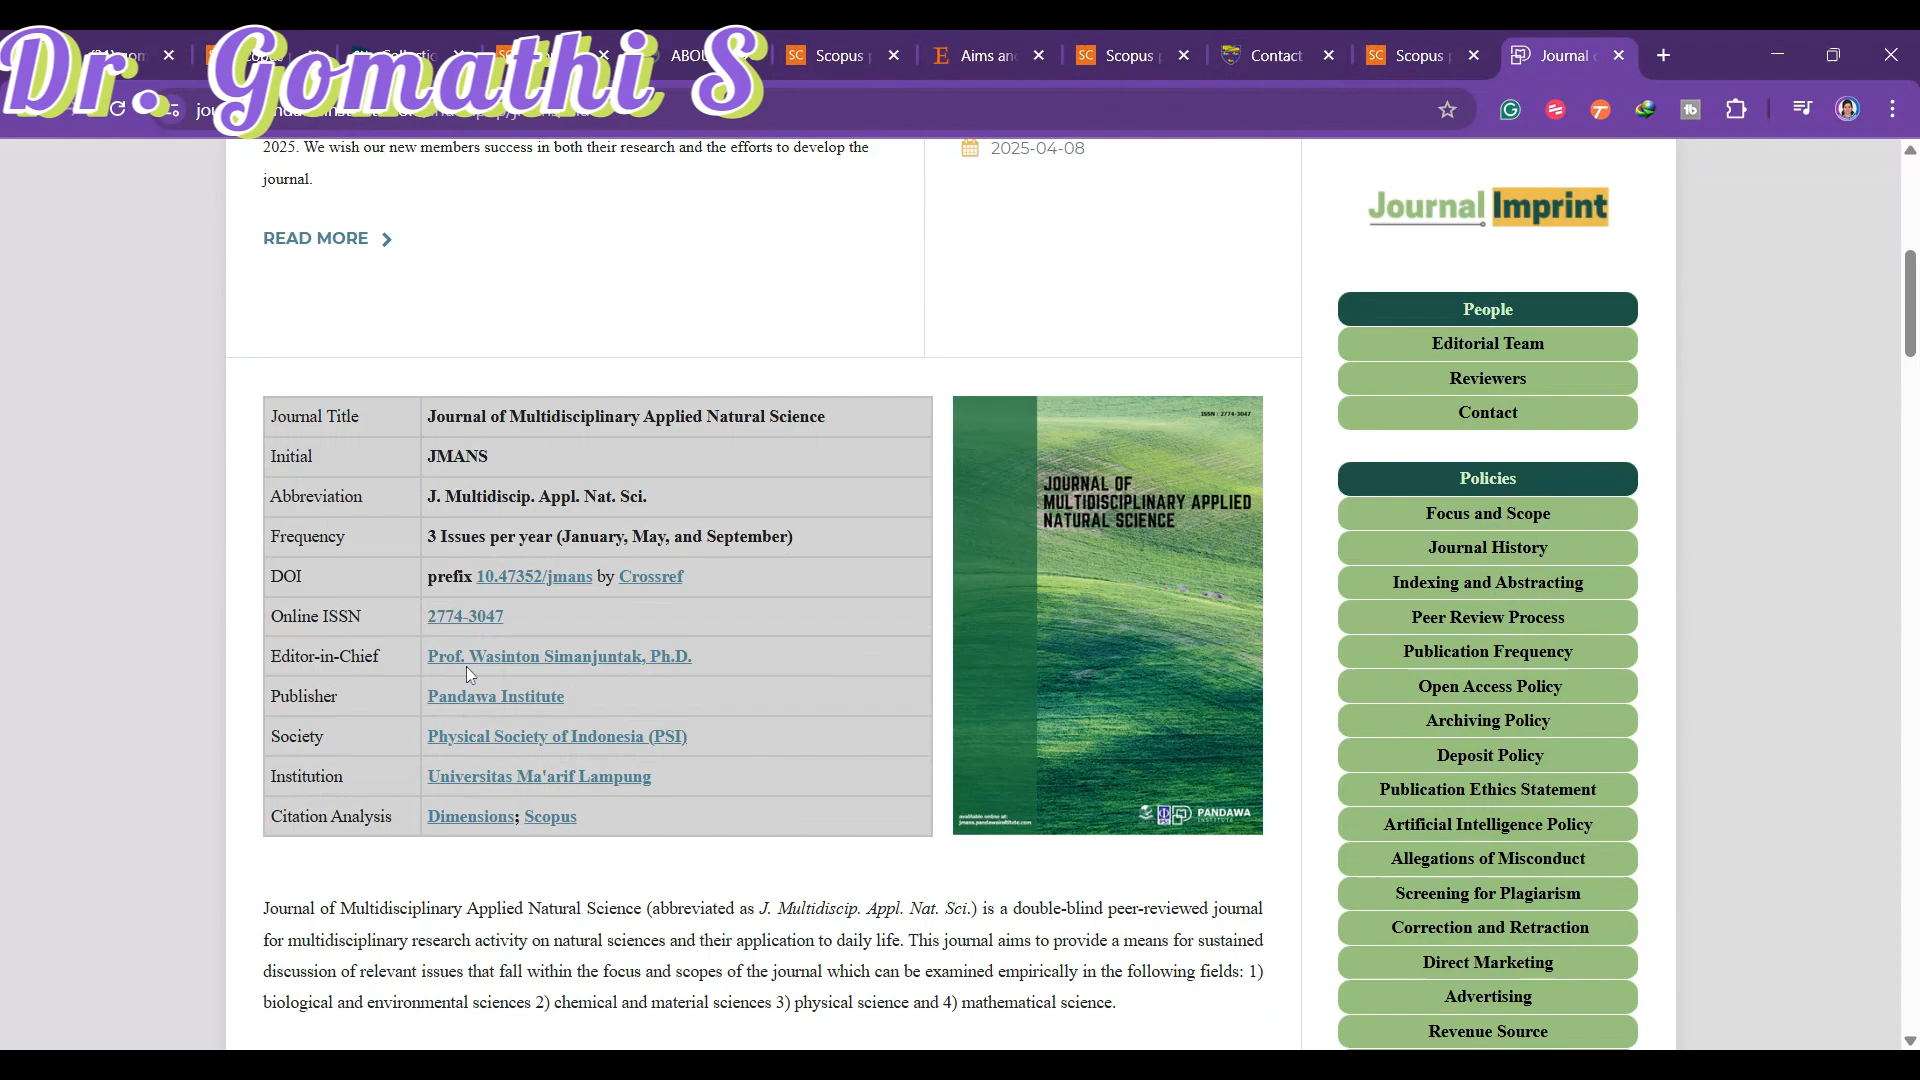 Dr. Gomathi S
ABOU
Scopus
Aims an
Scopus
Contact
Scopus
Journal
2025. We wish our new members success in both their research and the efforts to develop the
journal.
READ MORE
2025-04-08
Journal Imprint
People
Editorial Team
Reviewers
Contact
Policies
Focus and Scope
Journal History
Indexing and Abstracting
Peer Review Process
Publication Frequency
Open Access Policy
Archiving Policy
Deposit Policy
Publication Ethics Statement
Artificial Intelligence Policy
Allegations of Misconduct
Screening for Plagiarism
Correction and Retraction
Direct Marketing
Advertising
Revenue Source
Journal Title Journal of Multidisciplinary Applied Natural Science
Initial JMANS
Abbreviation J. Multidiscip. Appl. Nat. Sci.
Frequency 3 Issues per year (January, May, and September)
DOI prefix 10.47352/jmans by Crossref
Online ISSN 2774-3047
Editor-in-Chief Prof. Wasinton Simanjuntak, Ph.D.
Publisher Pandawa Institute
Society Physical Society of Indonesia (PSI)
Institution Universitas Ma'arif Lampung
Citation Analysis Dimensions; Scopus
ISSN : 2774-3047
JOURNAL OF
MULTIDISCIPLINARY APPLIED
NATURAL SCIENCE
available online at:
jmans.pandawainstitute.com
PANDAWA
INSTITUTE
Journal of Multidisciplinary Applied Natural Science (abbreviated as J. Multidiscip. Appl. Nat. Sci.) is a double-blind peer-reviewed journal
for multidisciplinary research activity on natural sciences and their application to daily life. This journal aims to provide a means for sustained
discussion of relevant issues that fall within the focus and scopes of the journal which can be examined empirically in the following fields: 1)
biological and environmental sciences 2) chemical and material sciences 3) physical science and 4) mathematical science.